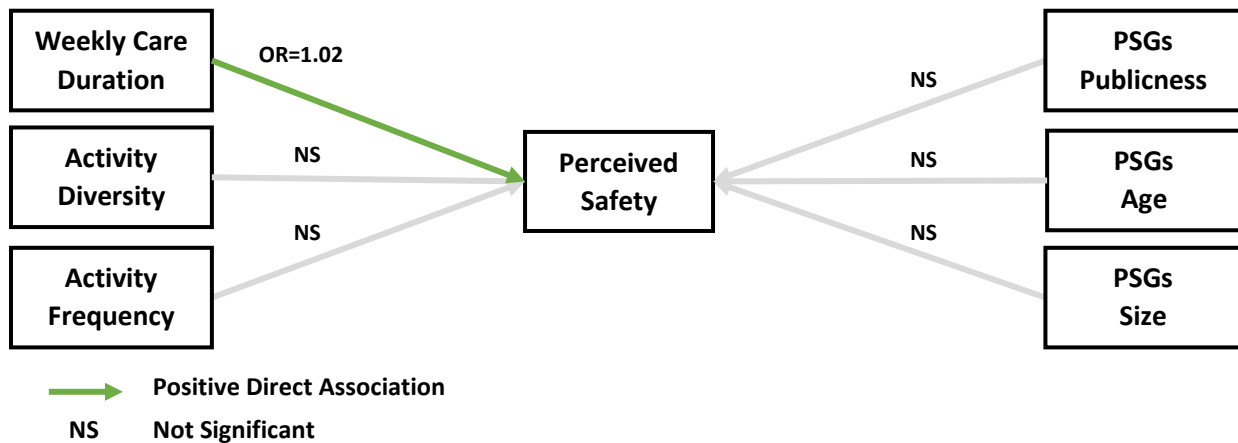 Weekly Care
Duration
OR=1.02
Activity
Diversity
NS
Activity
Frequency
NS
Perceived
Safety
NS
PSGs
Publicness
NS
PSGs
Age
NS
PSGs
Size
Positive Direct Association
NS Not Significant